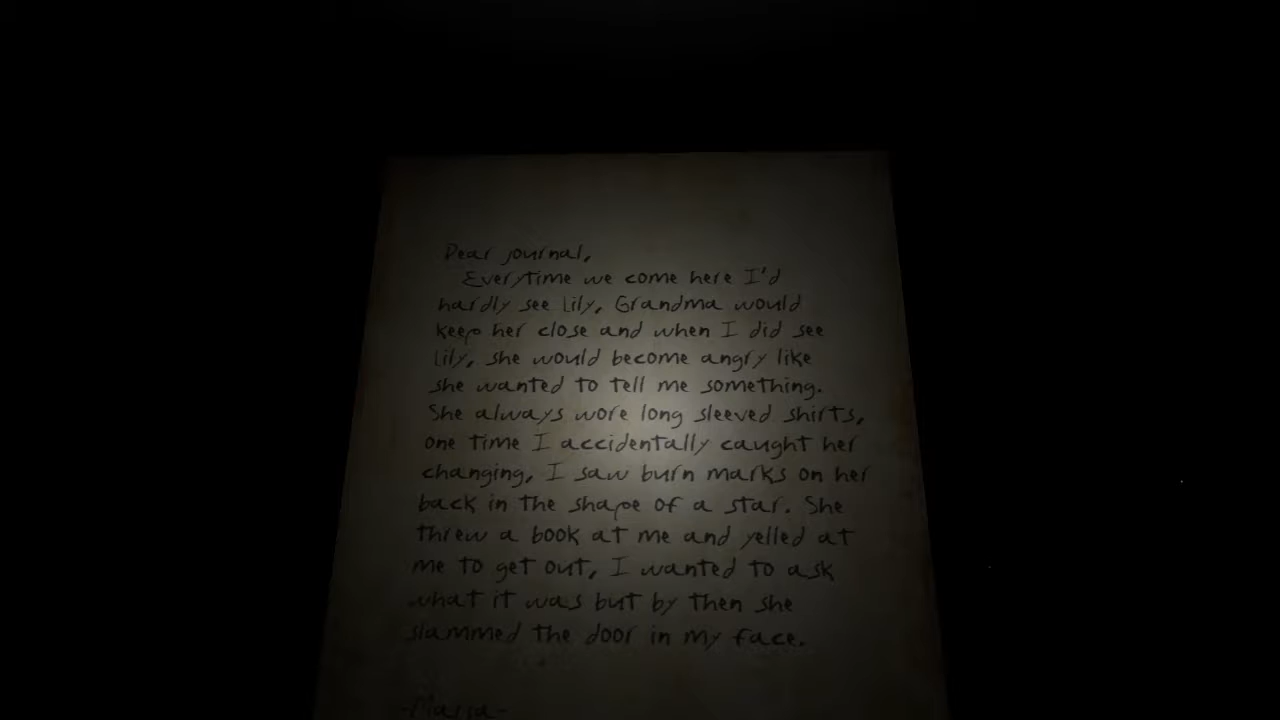 Dear journal,
Everytime we come here I'd
hardly see Lily, Grandma would
keep her close and when I did see
Lily, she would become angry like
she wanted to tell me something.
She always wore long sleeved shirts,
one time I accidentally caught her
changing, I saw burn marks on her
back in the shape of a star. She
threw a book at me and yelled at
me to get out, I wanted to ask
what it was but by then she
slammed the door in my face.